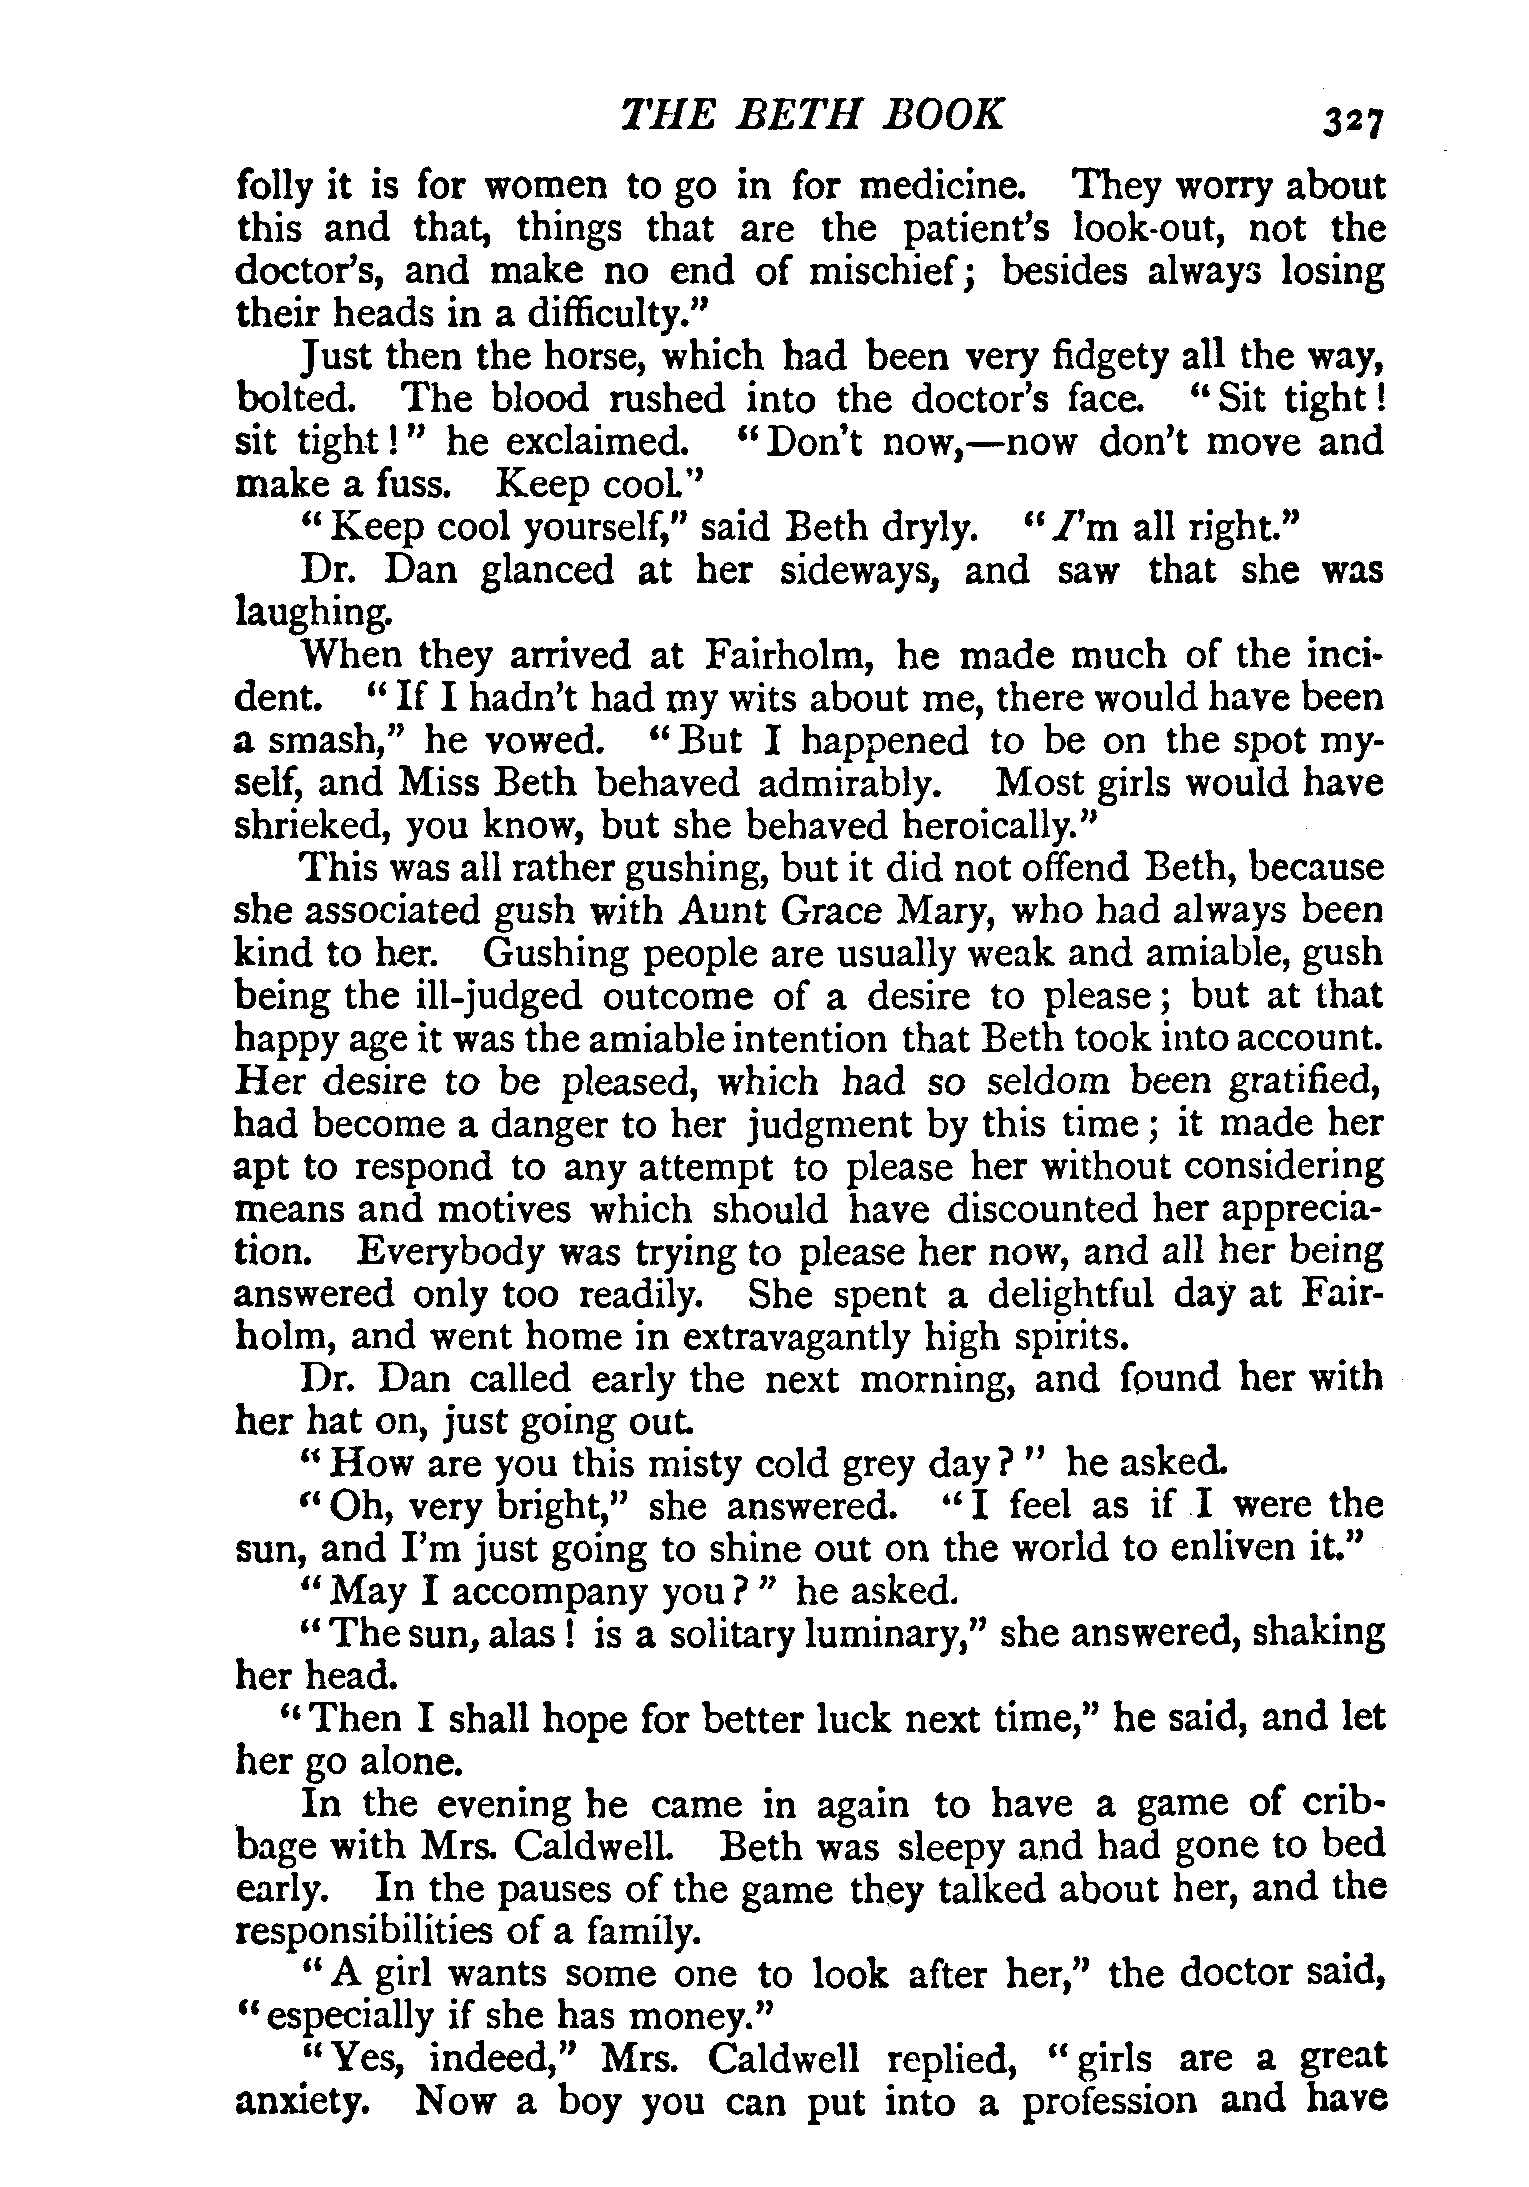 THE BETH BOOK 327
folly it is for women to go in for medicine. They worry about
this and that, things that are the patient's look-out, not the
doctor's, and make no end of mischief; besides always losing
their heads in a difficulty."
Just then the horse, which had been very fidgety all the way,
bolted. The blood rushed into the doctor's face. "Sit tight!
sit tight!" he exclaimed. "Don't now,—now don't move and
make a fuss. Keep cool."
"Keep cool yourself," said Beth dryly. "I'm all right."
Dr. Dan glanced at her sideways, and saw that she was
laughing.
When they arrived at Fairholm, he made much of the inci-
dent. "If I hadn't had my wits about me, there would have been
a smash," he vowed. "But I happened to be on the spot my-
self, and Miss Beth behaved admirably. Most girls would have
shrieked, you know, but she behaved heroically."
This was all rather gushing, but it did not offend Beth, because
she associated gush with Aunt Grace Mary, who had always been
kind to her. Gushing people are usually weak and amiable, gush
being the ill-judged outcome of a desire to please; but at that
happy age it was the amiable intention that Beth took into account.
Her desire to be pleased, which had so seldom been gratified,
had become a danger to her judgment by this time; it made her
apt to respond to any attempt to please her without considering
means and motives which should have discounted her apprecia-
tion. Everybody was trying to please her now, and all her being
answered only too readily. She spent a delightful day at Fair-
holm, and went home in extravagantly high spirits.
Dr. Dan called early the next morning, and found her with
her hat on, just going out.
"How are you this misty cold grey day?" he asked.
"Oh, very bright," she answered. "I feel as if I were the
sun, and I'm just going to shine out on the world to enliven it."
"May I accompany you?" he asked.
"The sun, alas! is a solitary luminary," she answered, shaking
her head.
"Then I shall hope for better luck next time," he said, and let
her go alone.
In the evening he came in again to have a game of crib-
bage with Mrs. Caldwell. Beth was sleepy and had gone to bed
early. In the pauses of the game they talked about her, and the
responsibilities of a family.
"A girl wants some one to look after her," the doctor said,
"especially if she has money."
"Yes, indeed," Mrs. Caldwell replied, "girls are a great
anxiety. Now a boy you can put into a profession and have